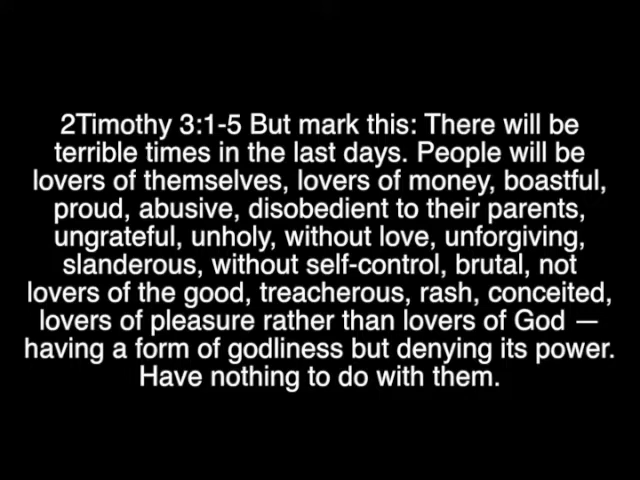 2Timothy 3:1-5 But mark this: There will be
terrible times in the last days. People will be
lovers of themselves, lovers of money, boastful,
proud, abusive, disobedient to their parents,
ungrateful, unholy, without love, unforgiving,
slanderous, without self-control, brutal, not
lovers of the good, treacherous, rash, conceited,
lovers of pleasure rather than lovers of God —
having a form of godliness but denying its power.
Have nothing to do with them.